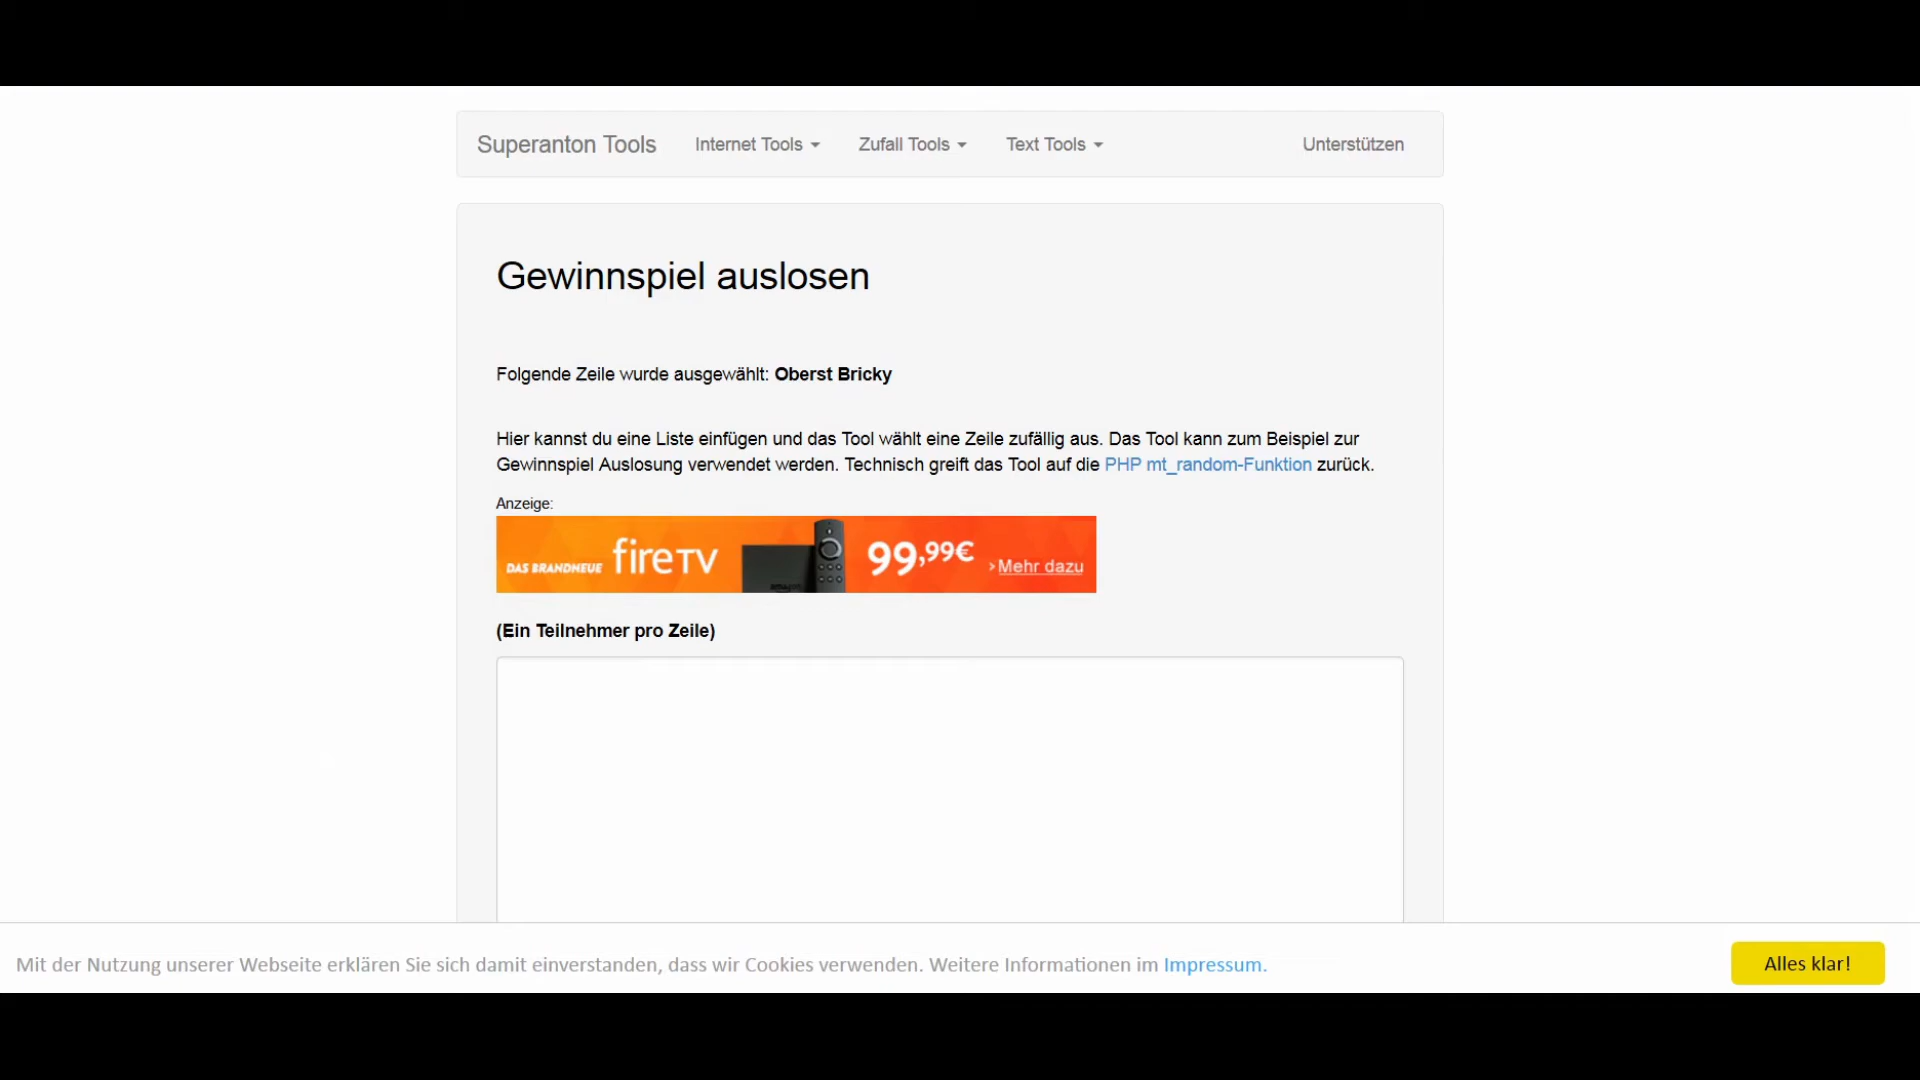 Superanton Tools Internet Tools Zufall Tools Text Tools Unterstützen
Gewinnspiel auslosen
Folgende Zeile wurde ausgewählt: Oberst Bricky
Hier kannst du eine Liste einfügen und das Tool wählt eine Zeile zufällig aus. Das Tool kann zum Beispiel zur
Gewinnspiel Auslosung verwendet werden. Technisch greift das Tool auf die PHP mt_random-Funktion zurück.
Anzeige:
DAS BRANDNEUE fireTV 99,99€ ›Mehr dazu
(Ein Teilnehmer pro Zeile)
Mit der Nutzung unserer Webseite erklären Sie sich damit einverstanden, dass wir Cookies verwenden. Weitere Informationen im Impressum. Alles klar!